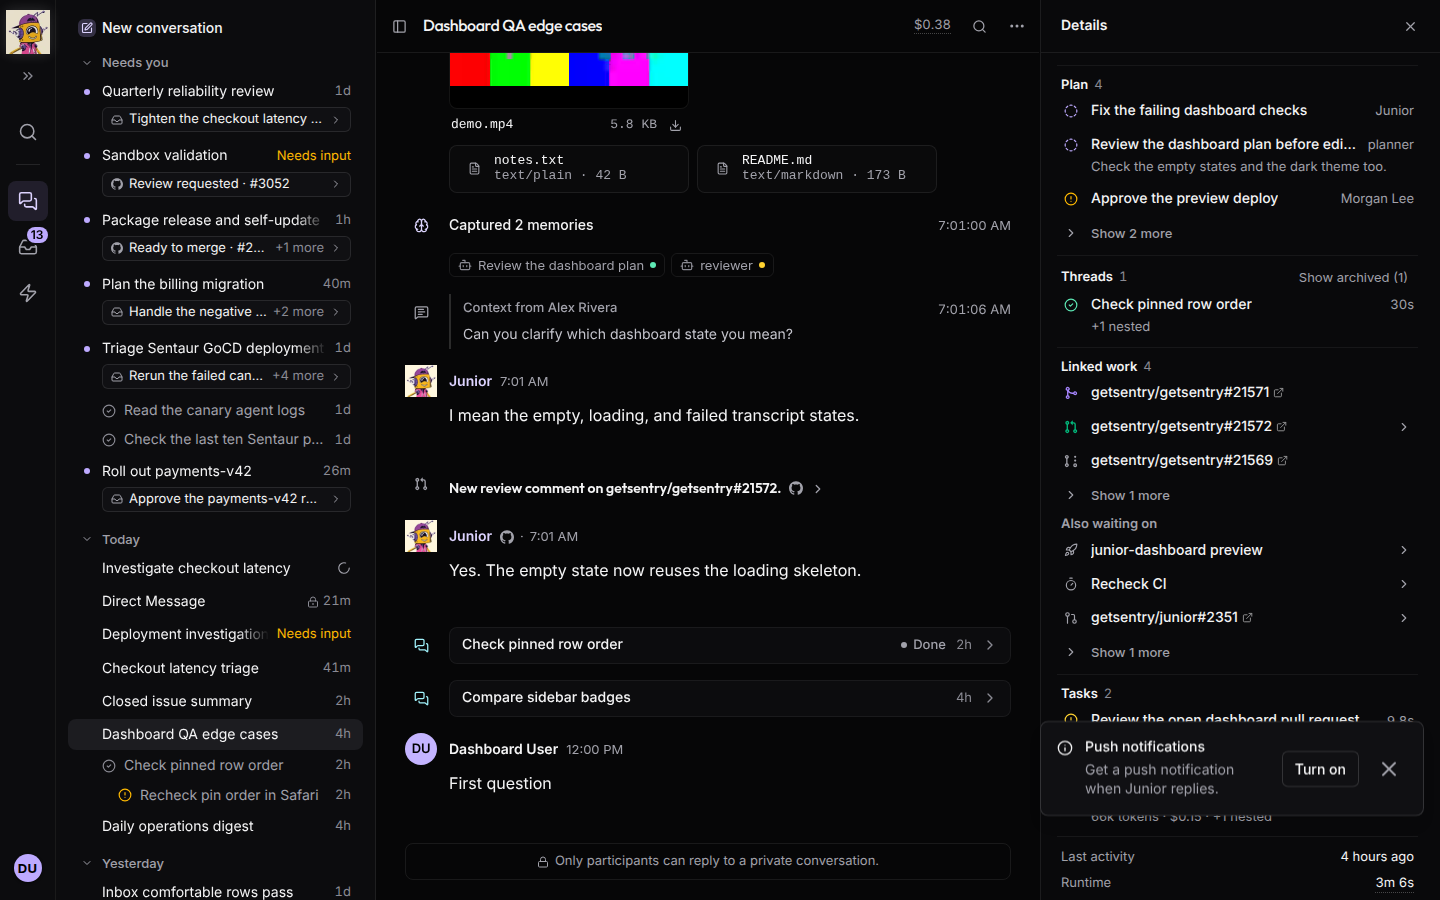 New conversation
Needs you
Quarterly reliability review 1d
Tighten the checkout latency ...
Sandbox validation Needs input
Review requested · #3052
Package release and self-update 1h
Ready to merge · #2... +1 more
Plan the billing migration 40m
Handle the negative ... +2 more
Triage Sentaur GoCD deployment 1d
Rerun the failed can... +4 more
Read the canary agent logs 1d
Check the last ten Sentaur p... 1d
Roll out payments-v42 26m
Approve the payments-v42 r...
Today
Investigate checkout latency
Direct Message 21m
Deployment investigation Needs input
Checkout latency triage 41m
Closed issue summary 2h
Dashboard QA edge cases 4h
Check pinned row order 2h
Recheck pin order in Safari 2h
Daily operations digest 4h
Yesterday
Inbox comfortable rows pass 1d
13
DU
Dashboard QA edge cases $0.38
demo.mp4 5.8 KB
notes.txt
text/plain · 42 B
README.md
text/markdown · 173 B
Captured 2 memories 7:01:00 AM
Review the dashboard plan
reviewer
Context from Alex Rivera 7:01:06 AM
Can you clarify which dashboard state you mean?
Junior 7:01 AM
I mean the empty, loading, and failed transcript states.
New review comment on getsentry/getsentry#21572.
Junior · 7:01 AM
Yes. The empty state now reuses the loading skeleton.
Check pinned row order Done 2h
Compare sidebar badges 4h
DU Dashboard User 12:00 PM
First question
Only participants can reply to a private conversation.
Details
Plan 4
Fix the failing dashboard checks Junior
Review the dashboard plan before edi... planner
Check the empty states and the dark theme too.
Approve the preview deploy Morgan Lee
Show 2 more
Threads 1 Show archived (1)
Check pinned row order 30s
+1 nested
Linked work 4
getsentry/getsentry#21571
getsentry/getsentry#21572
getsentry/getsentry#21569
Show 1 more
Also waiting on
junior-dashboard preview
Recheck CI
getsentry/junior#2351
Show 1 more
Tasks 2
Review the open dashboard pull request 9.8s
Push notifications
Get a push notification
when Junior replies.
Turn on
66k tokens · $0.15 · +1 nested
Last activity 4 hours ago
Runtime 3m 6s